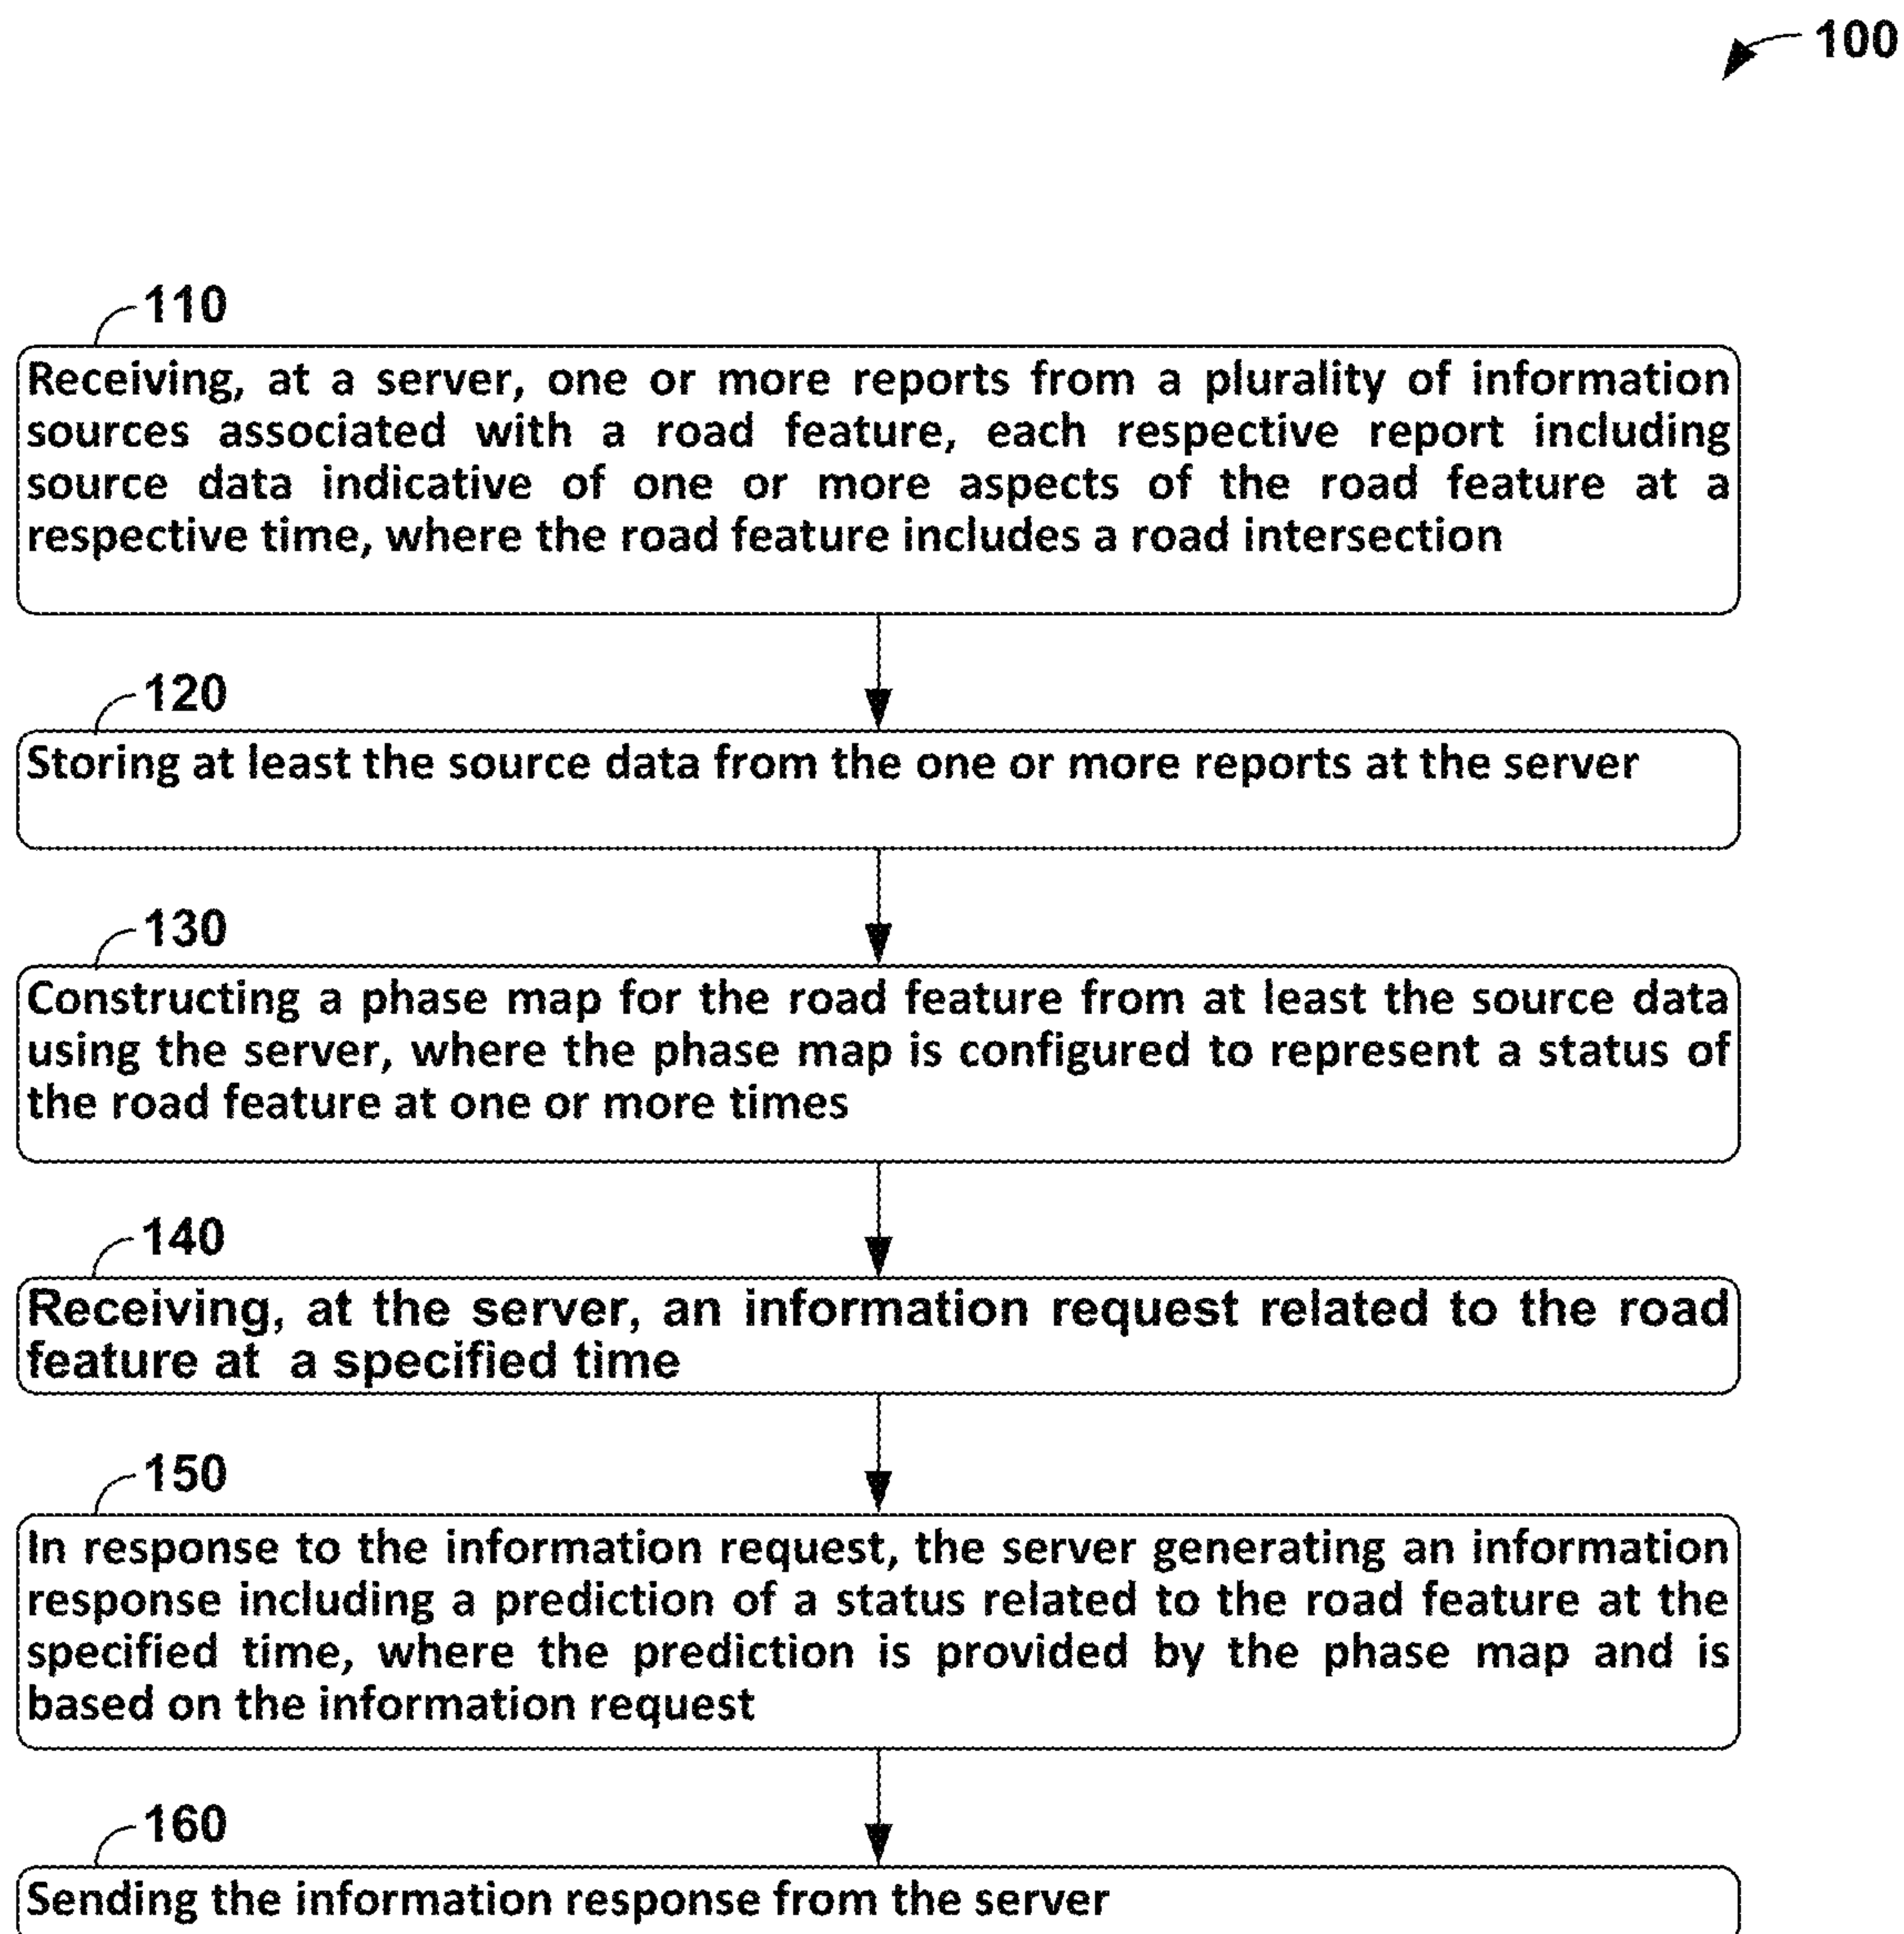 100
110
Receiving, at a server, one or more reports from a plurality of information
sources associated with a road feature, each respective report including
source data indicative of one or more aspects of the road feature at a
respective time, where the road feature includes a road intersection
120
Storing at least the source data from the one or more reports at the server
130
Constructing a phase map for the road feature from at least the source data
using the server, where the phase map is configured to represent a status of
the road feature at one or more times
140
Receiving, at the server, an information request related to the road
feature at a specified time
150
In response to the information request, the server generating an information
response including a prediction of a status related to the road feature at the
specified time, where the prediction is provided by the phase map and is
based on the information request
160
Sending the information response from the server